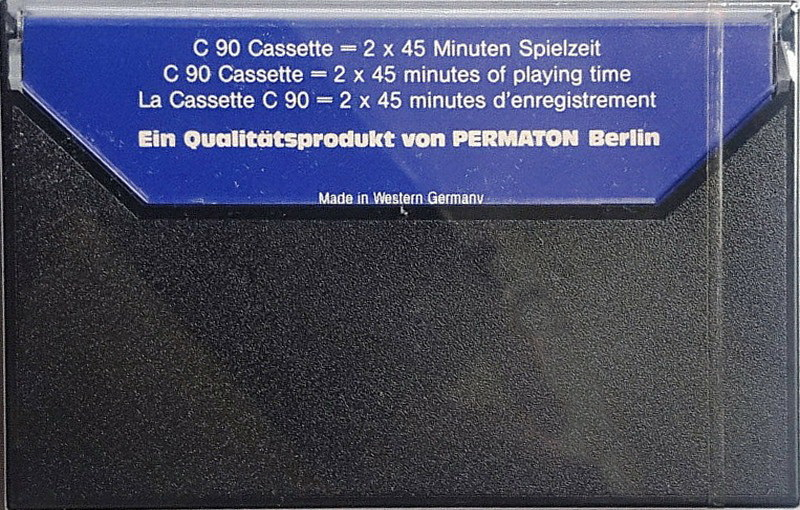 C 90 Cassette = 2 x 45 Minuten Spielzeit
C 90 Cassette = 2 x 45 minutes of playing time
La Cassette C 90 = 2 x 45 minutes d'enregistrement
Ein Qualitätsprodukt von PERMATON Berlin
Made in Western Germany